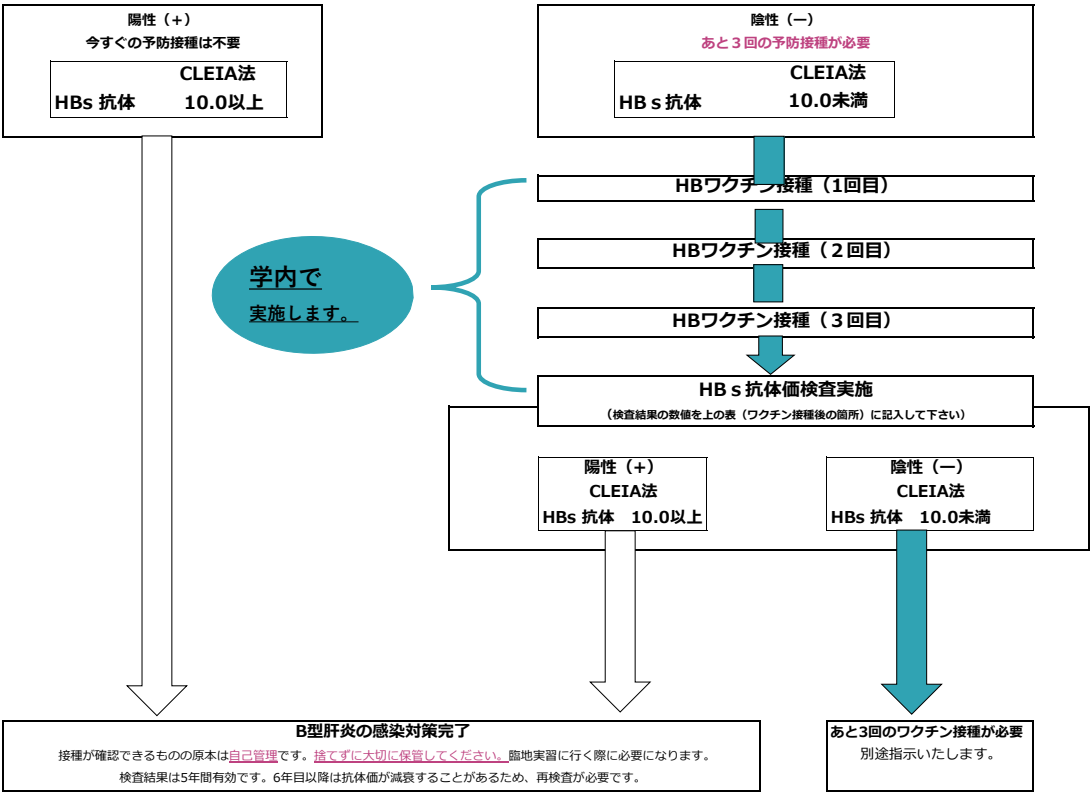 陽性（+）
今すぐの予防接種は不要
CLEIA法
HBs 抗体 10.0以上
陰性（―）
あと３回の予防接種が必要
CLEIA法
HBｓ抗体 10.0未満
HBワクチン接種（1回目）
HBワクチン接種（２回目）
HBワクチン接種（３回目）
学内で
実施します。
HBｓ抗体価検査実施
（検査結果の数値を上の表（ワクチン接種後の箇所）に記入して下さい）
陽性（+）
CLEIA法
HBs 抗体 10.0以上
陰性（―）
CLEIA法
HBs 抗体 10.0未満
B型肝炎の感染対策完了
接種が確認できるものの原本は自己管理です。捨てずに大切に保管してください。臨地実習に行く際に必要になります。
検査結果は5年間有効です。6年目以降は抗体価が減衰することがあるため、再検査が必要です。
あと3回のワクチン接種が必要
別途指示いたします。